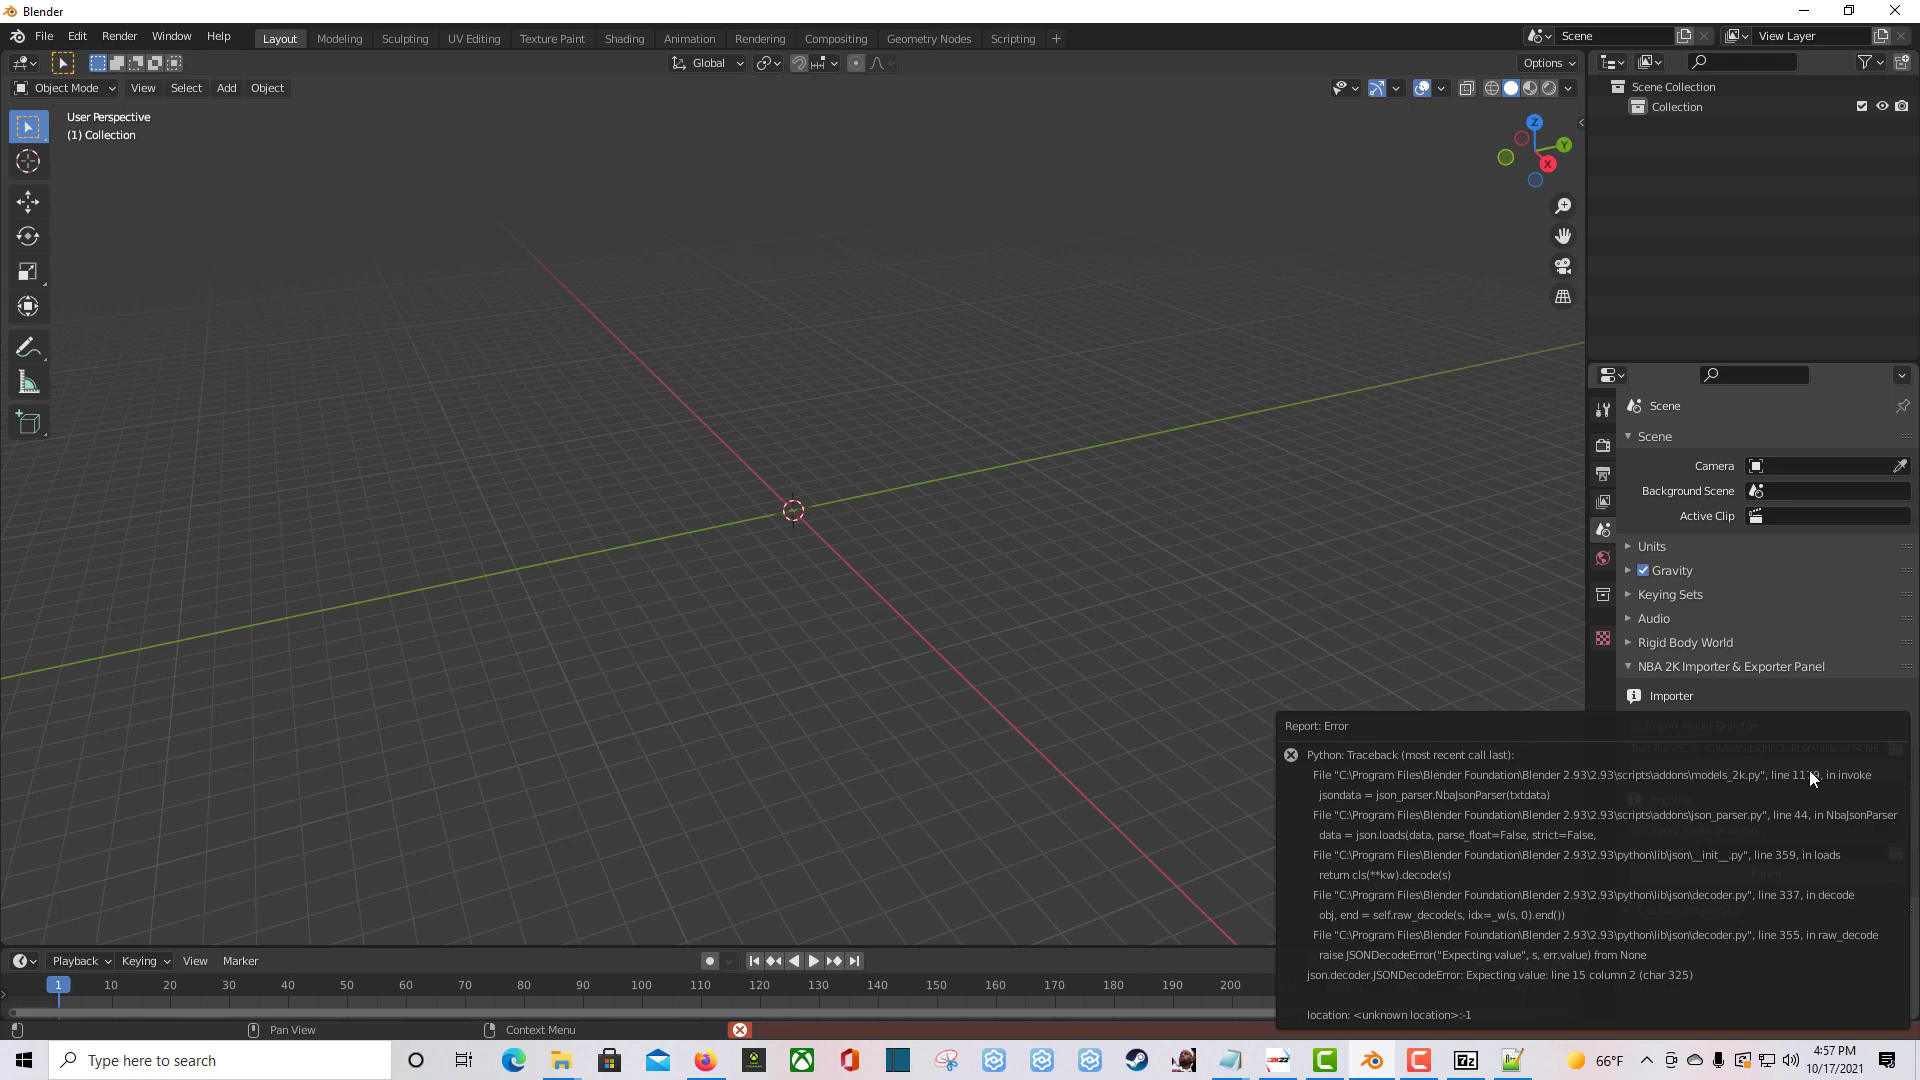 Blender
File Edit Render Window Help
Layout Modeling Sculpting UV Editing Texture Paint Shading Animation Rendering Compositing Geometry Nodes Scripting +
Scene
View Layer
Global
Options
Object Mode View Select Add Object
User Perspective
(1) Collection
Z
Y
X
Scene Collection
Collection
Scene
Scene
Camera
Background Scene
Active Clip
Units
Gravity
Keying Sets
Audio
Rigid Body World
NBA 2K Importer & Exporter Panel
Importer
Report: Error
Python: Traceback (most recent call last):
File "C:\Program Files\Blender Foundation\Blender 2.93\2.93\scripts\addons\models_2k.py", line in invoke
jsondata = json_parser.NbaJsonParser(txtdata)
File "C:\Program Files\Blender Foundation\Blender 2.93\2.93\scripts\addons\json_parser.py", line 44, in NbaJsonParser
data = json.loads(data, parse_float=False, strict=False,
File "C:\Program Files\Blender Foundation\Blender 2.93\2.93\python\lib\json\__init__.py", line 359, in loads
return cls(**kw).decode(s)
File "C:\Program Files\Blender Foundation\Blender 2.93\2.93\python\lib\json\decoder.py", line 337, in decode
obj, end = self.raw_decode(s, idx=_w(s, 0).end())
File "C:\Program Files\Blender Foundation\Blender 2.93\2.93\python\lib\json\decoder.py", line 355, in raw_decode
raise JSONDecodeError("Expecting value", s, err.value) from None
json.decoder.JSONDecodeError: Expecting value: line 15 column 2 (char 325)
location: <unknown location>:-1
Playback Keying View Marker
1 10 20 30 40 50 60 70 80 90 100 110 120 130 140 150 160 170 180 190 200
Pan View
Context Menu
Type here to search
66°F
4:57 PM
10/17/2021